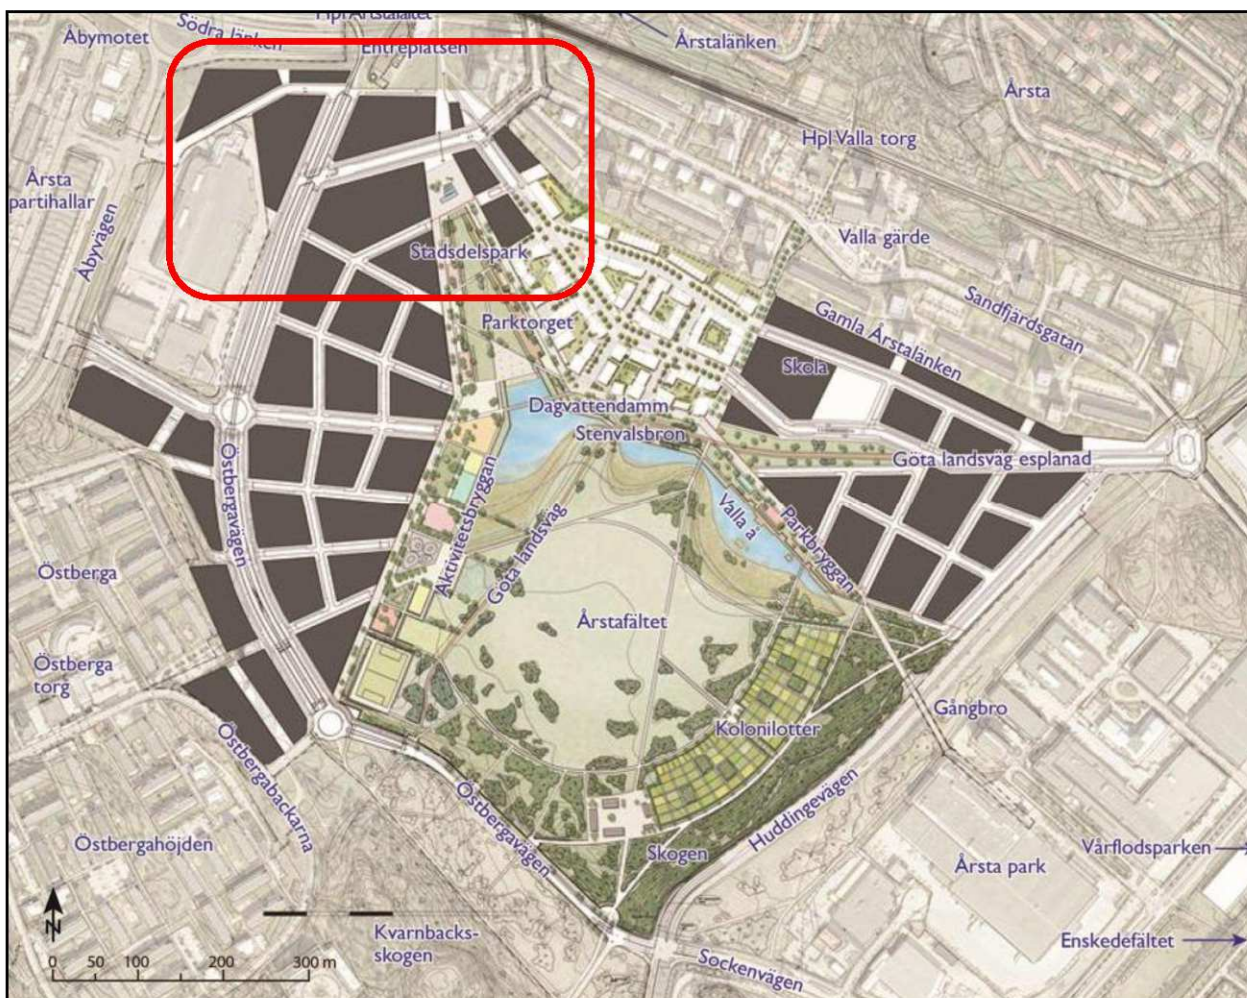 Hpl Årstafältet
Södra länken
Åbymotet
Entréplatsen
Årstalänken
Årsta
Hpl Valla torg
Årsta
partihallar
Åbyvägen
Valla gärde
Stadsdelspark
Sandfjärdsgatan
Gamla Årstalänken
Parktorget
Skola
Dagvattendamm
Stenvalsbron
Göta landsväg esplanad
Östbergavägen
Aktivitetsbryggan
Göta landsväg
Valla å
Parkbryggan
Östberga
Årstafältet
Östberga
torg
Gångbro
Kolonilotter
Östbergabackarna
Östbergavägen
Huddingevägen
Östbergahöjden
Skogen
Årsta park
Vårflodsparken
N
Kvarnbacks-
skogen
Enskedefältet
Sockenvägen
0 50 100 300 m